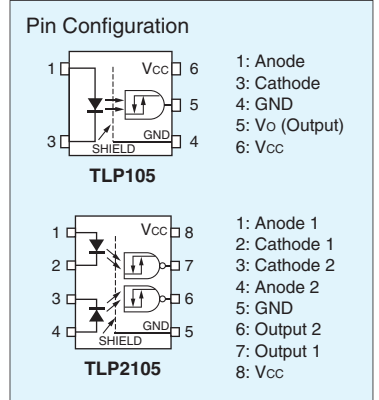 Pin Configuration
1
VCC
6
5
3
GND
4
SHIELD
TLP105
1: Anode
3: Cathode
4: GND
5: VO (Output)
6: VCC
1
VCC
8
2
7
3
6
4
GND
5
SHIELD
TLP2105
1: Anode 1
2: Cathode 1
3: Cathode 2
4: Anode 2
5: GND
6: Output 2
7: Output 1
8: VCC